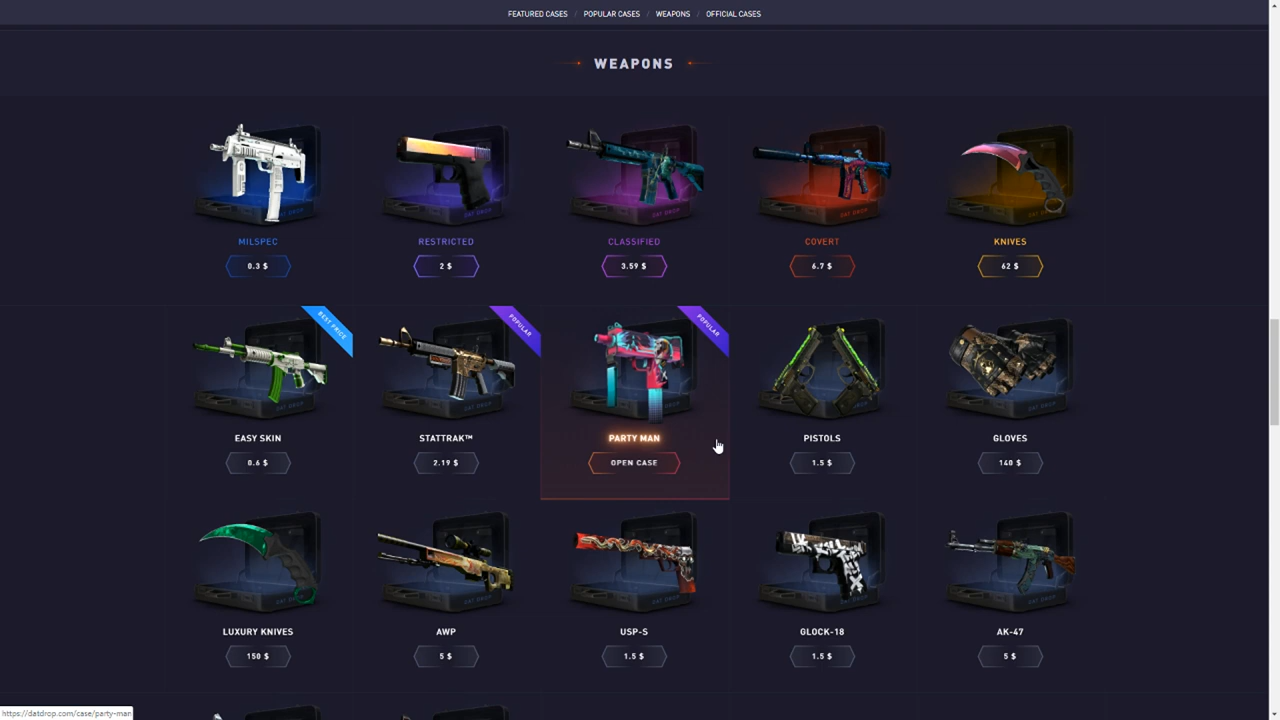 FEATURED CASES / POPULAR CASES / WEAPONS / OFFICIAL CASES
WEAPONS
MILSPEC
0.3 $
RESTRICTED
2 $
CLASSIFIED
3.59 $
COVERT
6.7 $
KNIVES
62 $
BEST PRICE
EASY SKIN
0.6 $
POPULAR
STATTRAK™
2.19 $
POPULAR
PARTY MAN
OPEN CASE
PISTOLS
1.5 $
GLOVES
140 $
LUXURY KNIVES
150 $
AWP
5 $
USP-S
1.5 $
GLOCK-18
1.5 $
AK-47
5 $
https://datdrop.com/case/party-man